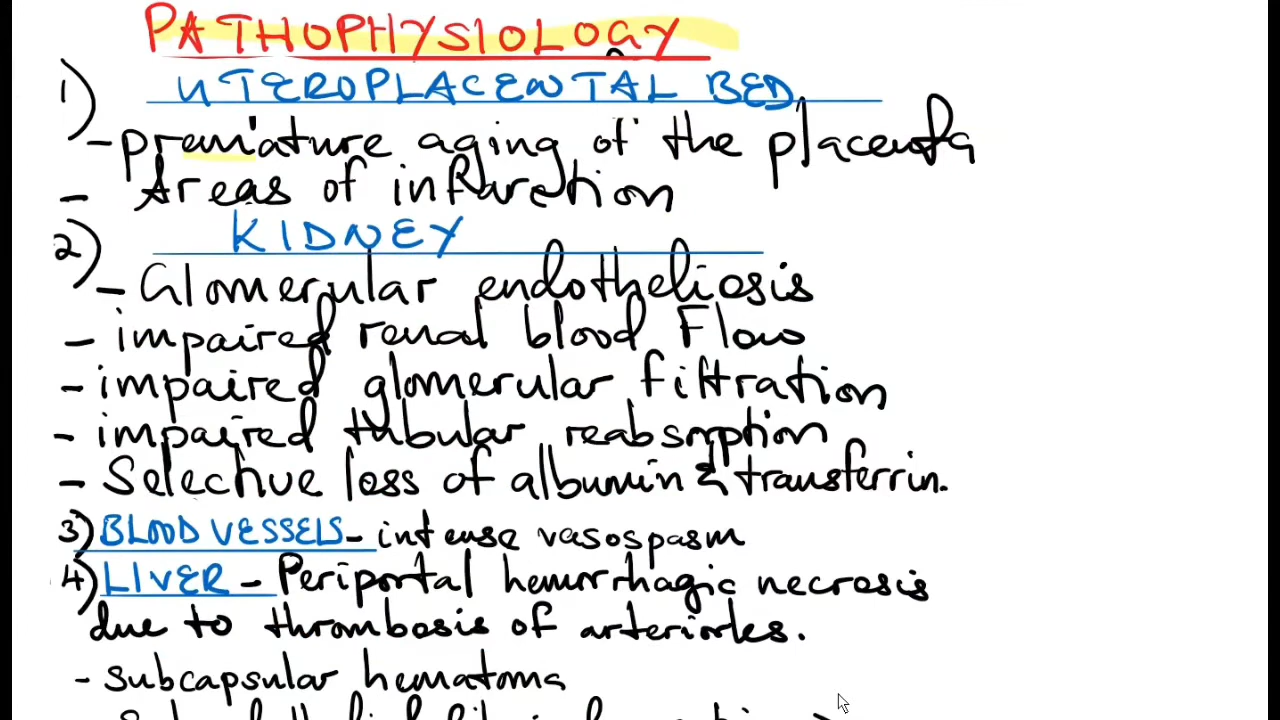 PATHOPHYSIOLOGY
1) UTEROPLACENTAL BED
- premature aging of the placenta
- Areas of infarction
2) KIDNEY
- Glomerular endotheliosis
- impaired renal blood Flow
- impaired glomerular filtration
- impaired tubular reabsorption
- Selective loss of albumin & transferrin.
3) BLOOD VESSELS - intense vasospasm
4) LIVER - Periportal hemorrhagic necrosis
due to thrombosis of arterioles.
- Subcapsular hematoma